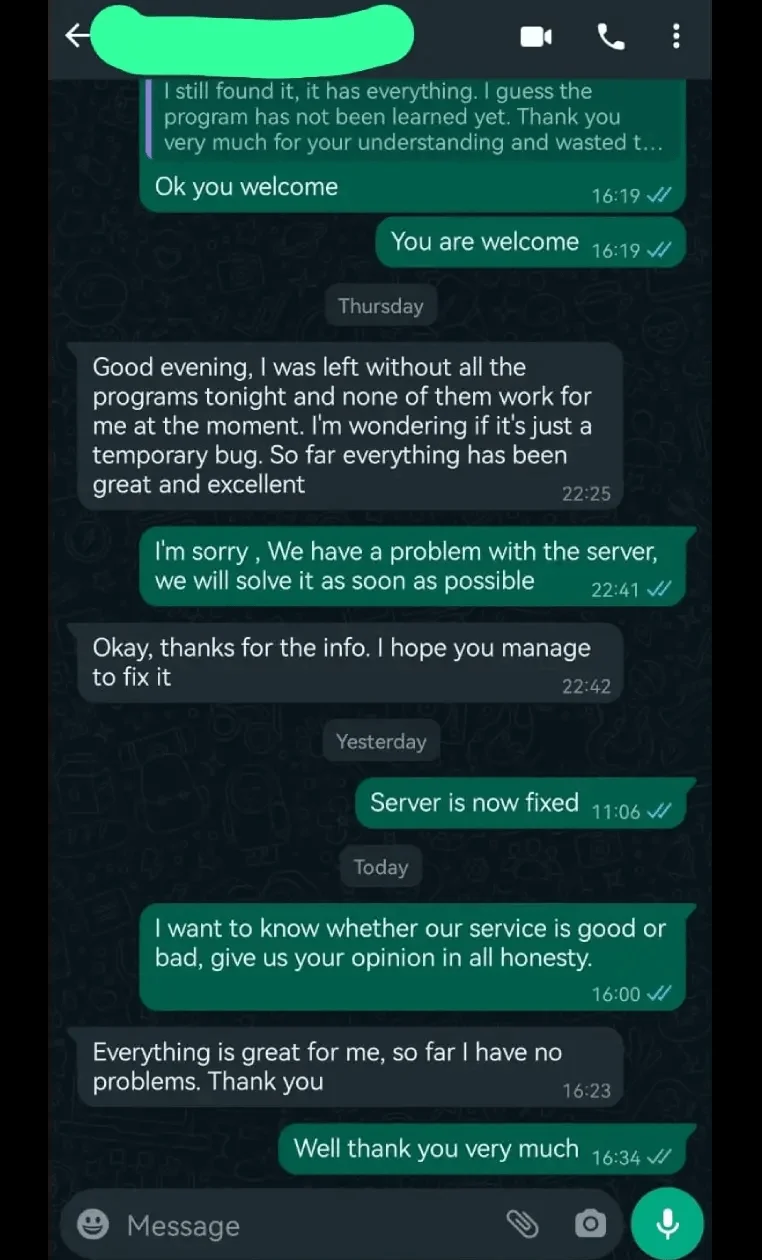 I still found it, it has everything. I guess the
program has not been learned yet. Thank you
very much for your understanding and wasted t...
Ok you welcome
16:19
You are welcome 16:19
Thursday
Good evening, I was left without all the
programs tonight and none of them work for
me at the moment. I'm wondering if it's just a
temporary bug. So far everything has been
great and excellent
22:25
I'm sorry , We have a problem with the server,
we will solve it as soon as possible
22:41
Okay, thanks for the info. I hope you manage
to fix it
22:42
Yesterday
Server is now fixed 11:06
Today
I want to know whether our service is good or
bad, give us your opinion in all honesty.
16:00
Everything is great for me, so far I have no
problems. Thank you
16:23
Well thank you very much 16:34
Message